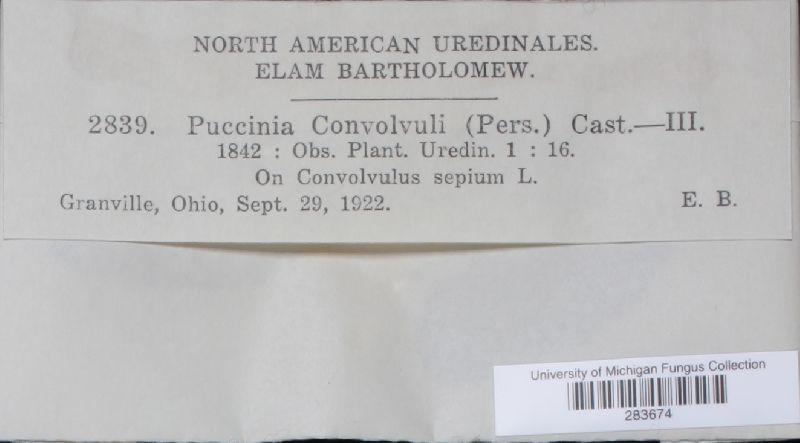 NORTH AMERICAN UREDINALES.
ELAM BARTHOLOMEW.
2839. Puccinia Convolvuli (Pers.) Cast.—III.
1842 : Obs. Plant. Uredin. 1 : 16.
On Convolvulus sepium L.
Granville, Ohio, Sept. 29, 1922. E. B.
University of Michigan Fungus Collection
283674